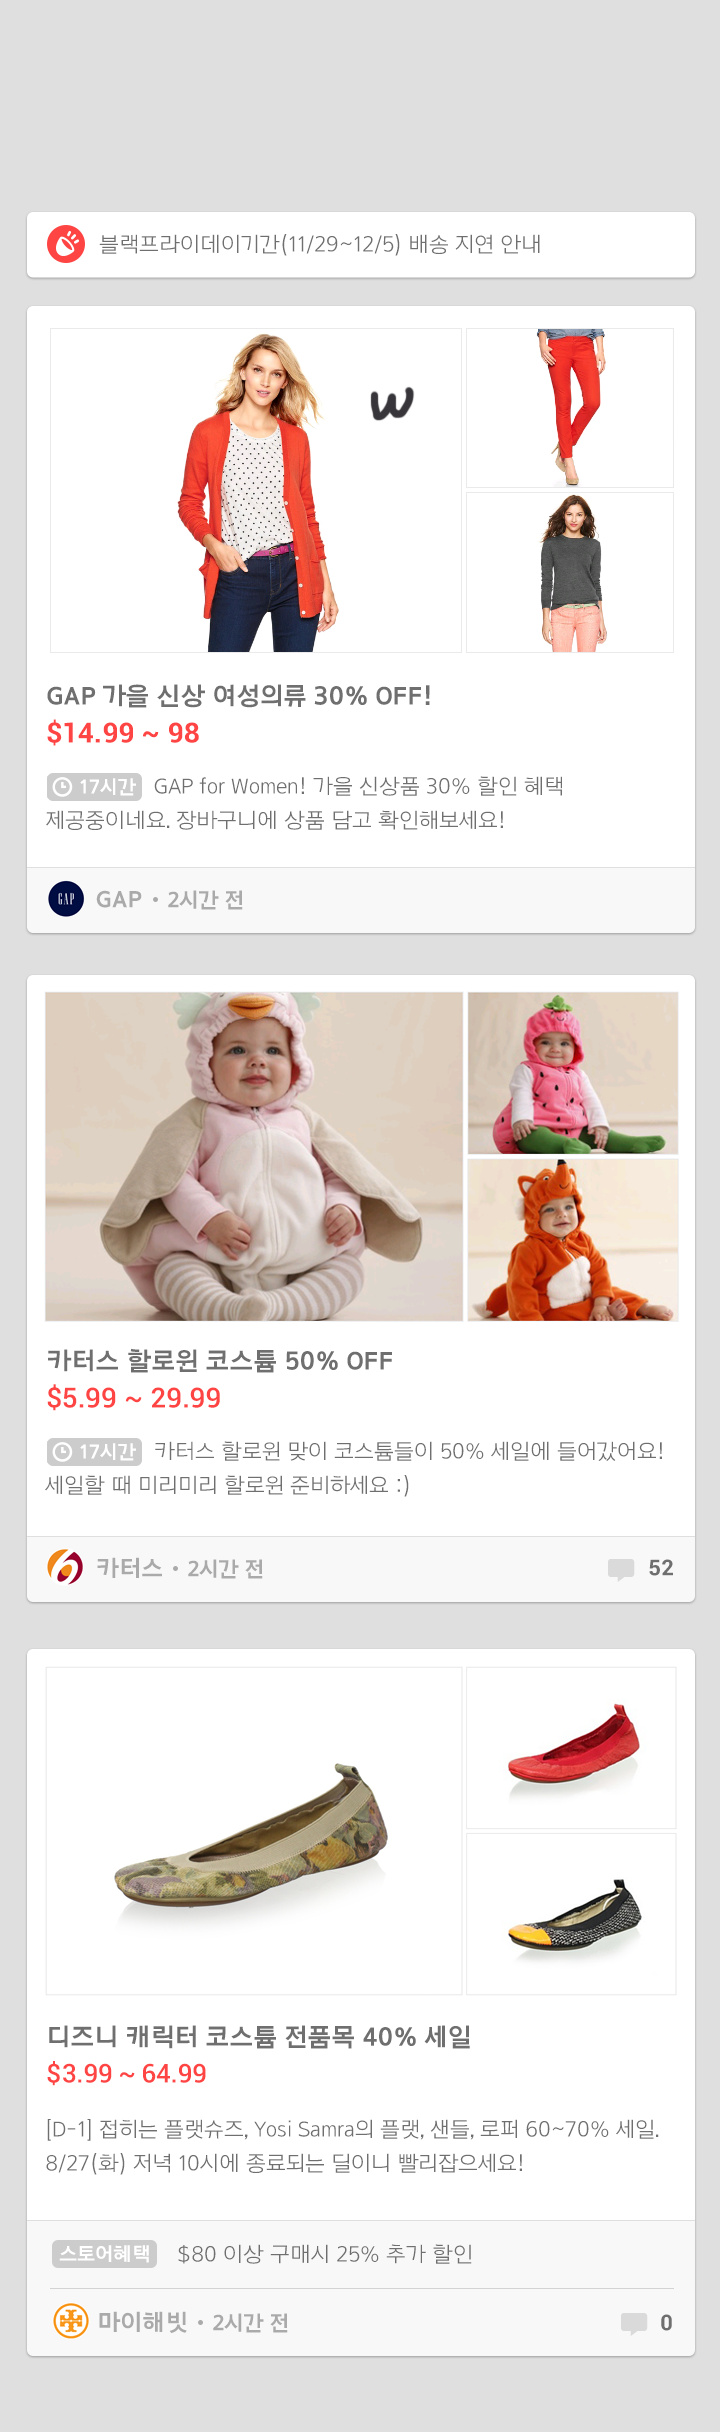 블랙프라이데이기간(11/29~12/5) 배송 지연 안내
w
GAP 가을 신상 여성의류 30% OFF!
$14.99 ~ 98
17시간 GAP for Women! 가을 신상품 30% 할인 혜택
제공중이네요. 장바구니에 상품 담고 확인해보세요!
GAP GAP • 2시간 전
카터스 할로윈 코스튬 50% OFF
$5.99 ~ 29.99
17시간 카터스 할로윈 맞이 코스튬들이 50% 세일에 들어갔어요!
세일할 때 미리미리 할로윈 준비하세요 :)
카터스 • 2시간 전 52
디즈니 캐릭터 코스튬 전품목 40% 세일
$3.99 ~ 64.99
[D-1] 접히는 플랫슈즈, Yosi Samra의 플랫, 샌들, 로퍼 60~70% 세일.
8/27(화) 저녁 10시에 종료되는 딜이니 빨리잡으세요!
스토어혜택 $80 이상 구매시 25% 추가 할인
마이해빗 • 2시간 전 0